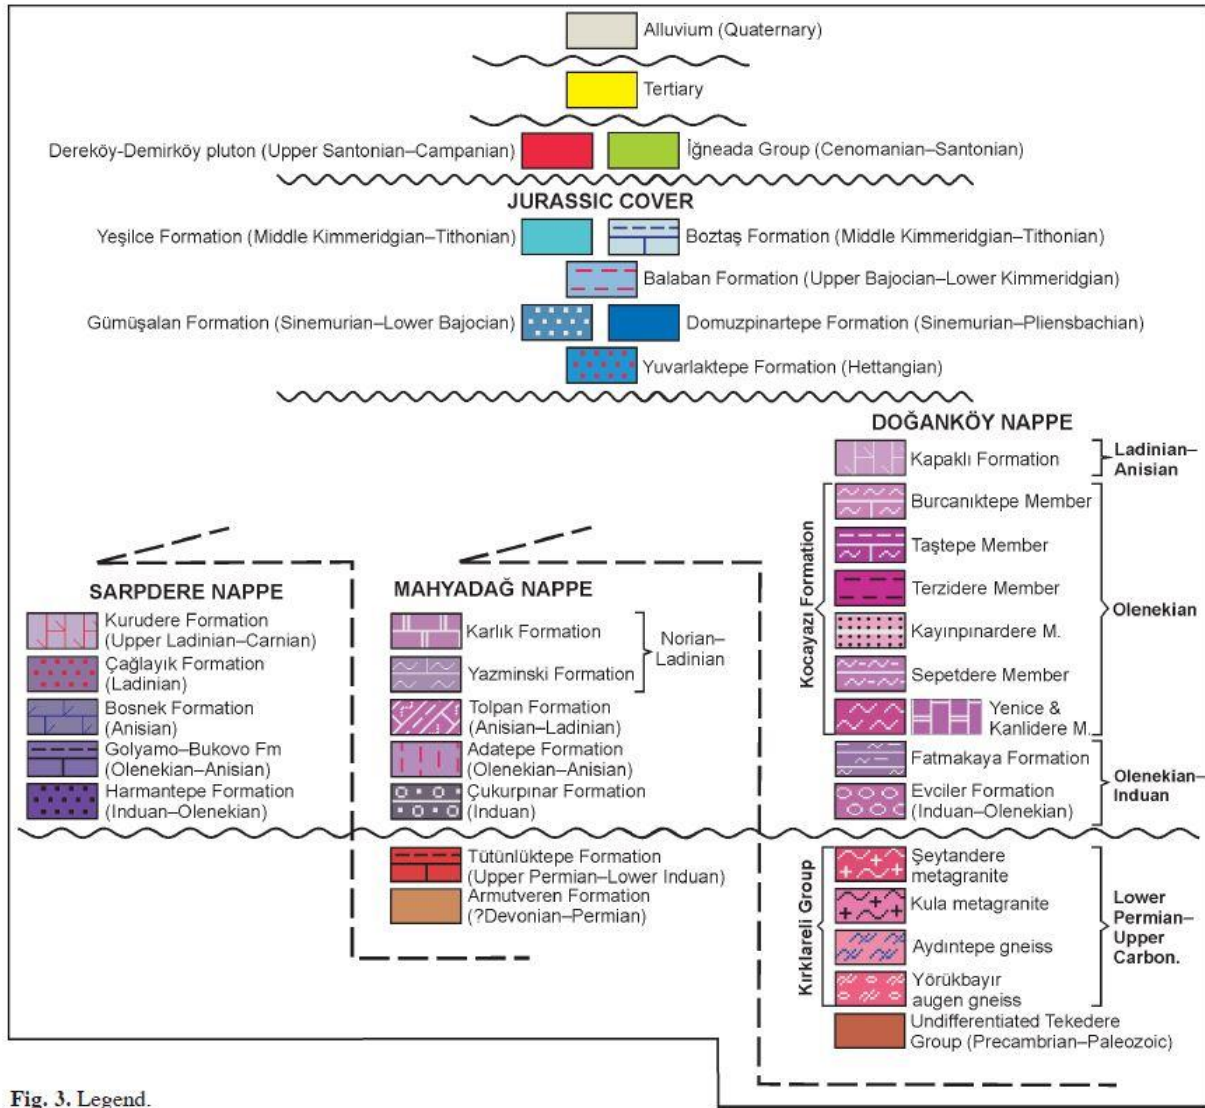 Alluvium (Quaternary)
Tertiary
Dereköy-Demirköy pluton (Upper Santonian–Campanian)
İğneada Group (Cenomanian–Santonian)
JURASSIC COVER
Yeşilce Formation (Middle Kimmeridgian–Tithonian)
Boztaş Formation (Middle Kimmeridgian–Tithonian)
Balaban Formation (Upper Bajocian–Lower Kimmeridgian)
Gümüşalan Formation (Sinemurian–Lower Bajocian)
Domuzpinartepe Formation (Sinemurian–Pliensbachian)
Yuvarlaktepe Formation (Hettangian)
SARPDERE NAPPE
Kurudere Formation
(Upper Ladinian–Carnian)
Çağlayık Formation
(Ladinian)
Bosnek Formation
(Anisian)
Golyamo–Bukovo Fm
(Olenekian–Anisian)
Harmantepe Formation
(Induan–Olenekian)
MAHYADAĞ NAPPE
Karlık Formation
Yazminski Formation
Norian–
Ladinian
Tolpan Formation
(Anisian–Ladinian)
Adatepe Formation
(Olenekian–Anisian)
Çukurpınar Formation
(Induan)
Tütünlüktepe Formation
(Upper Permian–Lower Induan)
Armutveren Formation
(?Devonian–Permian)
DOĞANKÖY NAPPE
Kapaklı Formation
Ladinian–
Anisian
Kocayazı Formation
Burcanıktepe Member
Taştepe Member
Terzidere Member
Kayınpınardere M.
Sepetdere Member
Yenice &
Kanlidere M.
Olenekian
Fatmakaya Formation
Evciler Formation
(Induan–Olenekian)
Olenekian–
Induan
Kırklareli Group
Şeytandere
metagranite
Kula metagranite
Aydıntepe gneiss
Yörükbayır
augen gneiss
Lower
Permian–
Upper
Carbon.
Undifferentiated Tekedere
Group (Precambrian–Paleozoic)
Fig. 3. Legend.